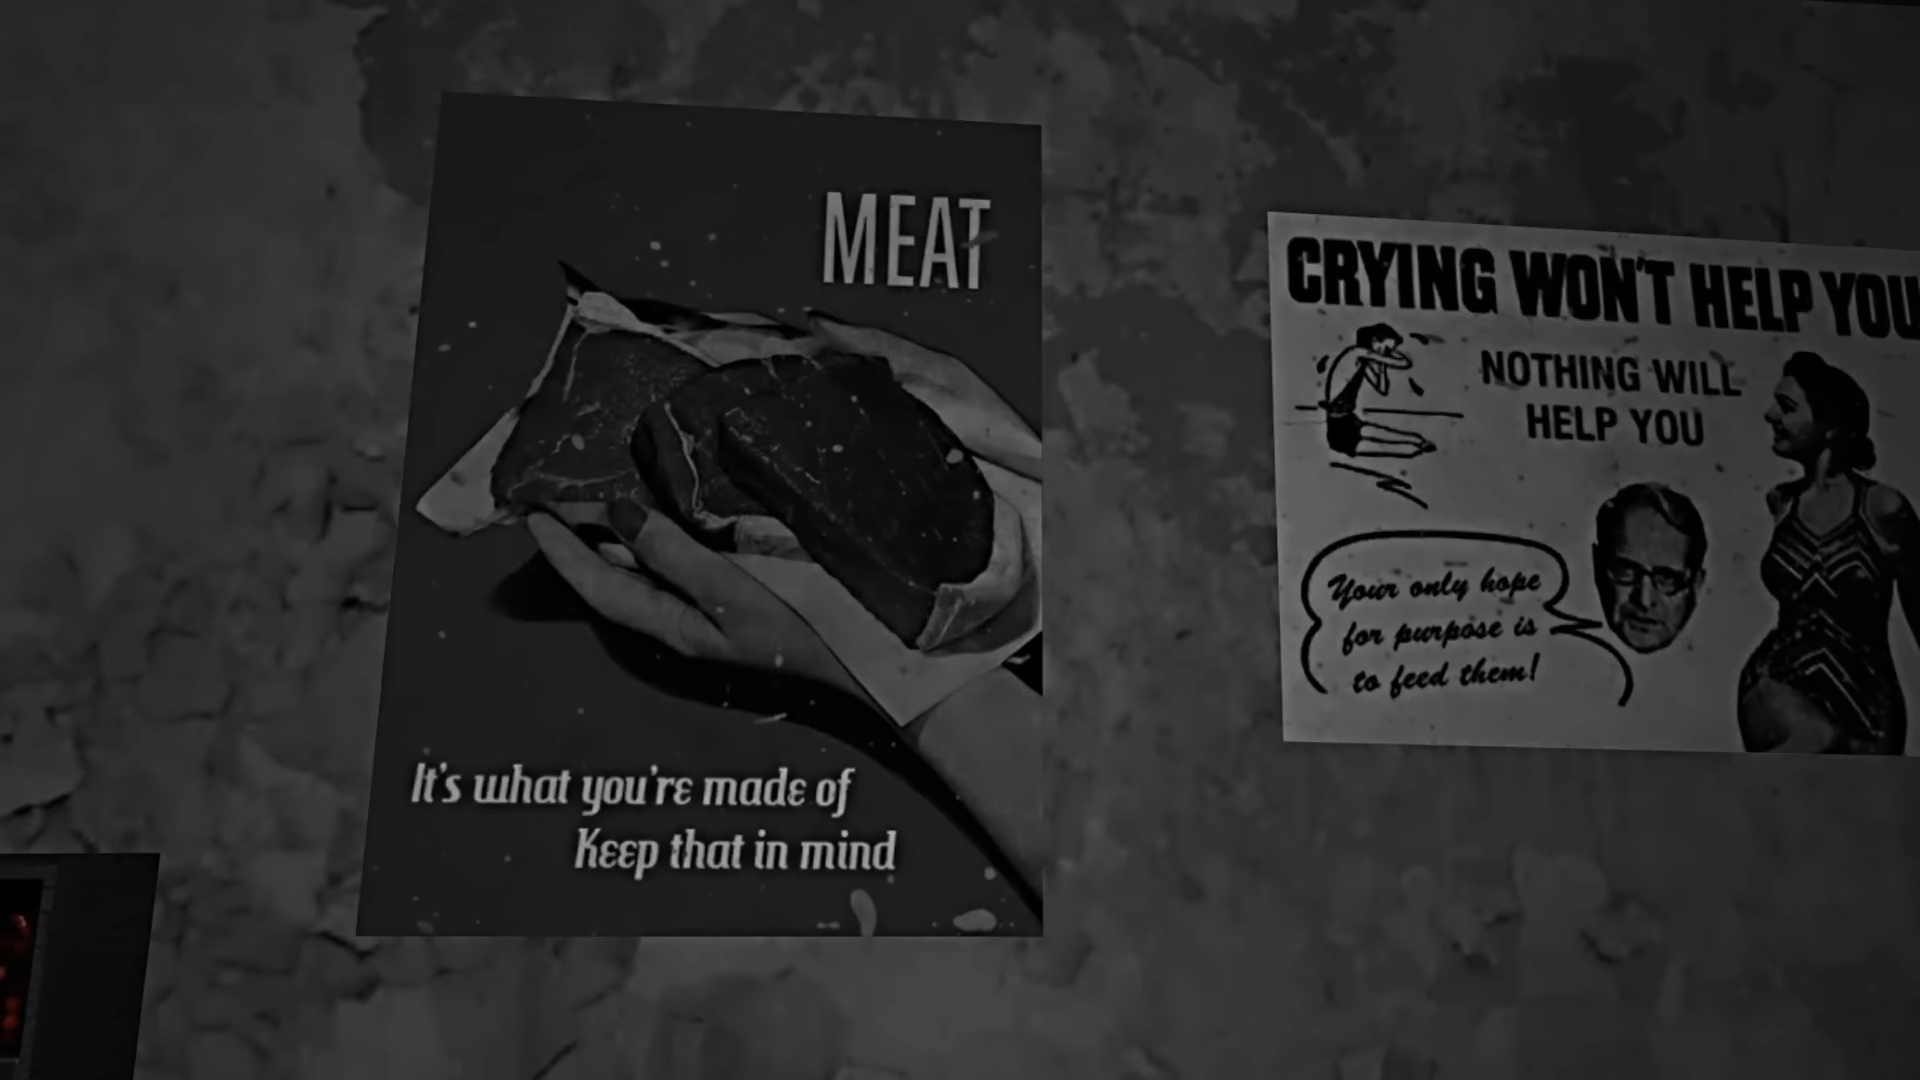 MEAT
It's what you're made of
Keep that in mind
CRYING WON'T HELP YOU
NOTHING WILL
HELP YOU
Your only hope
for purpose is
to feed them!